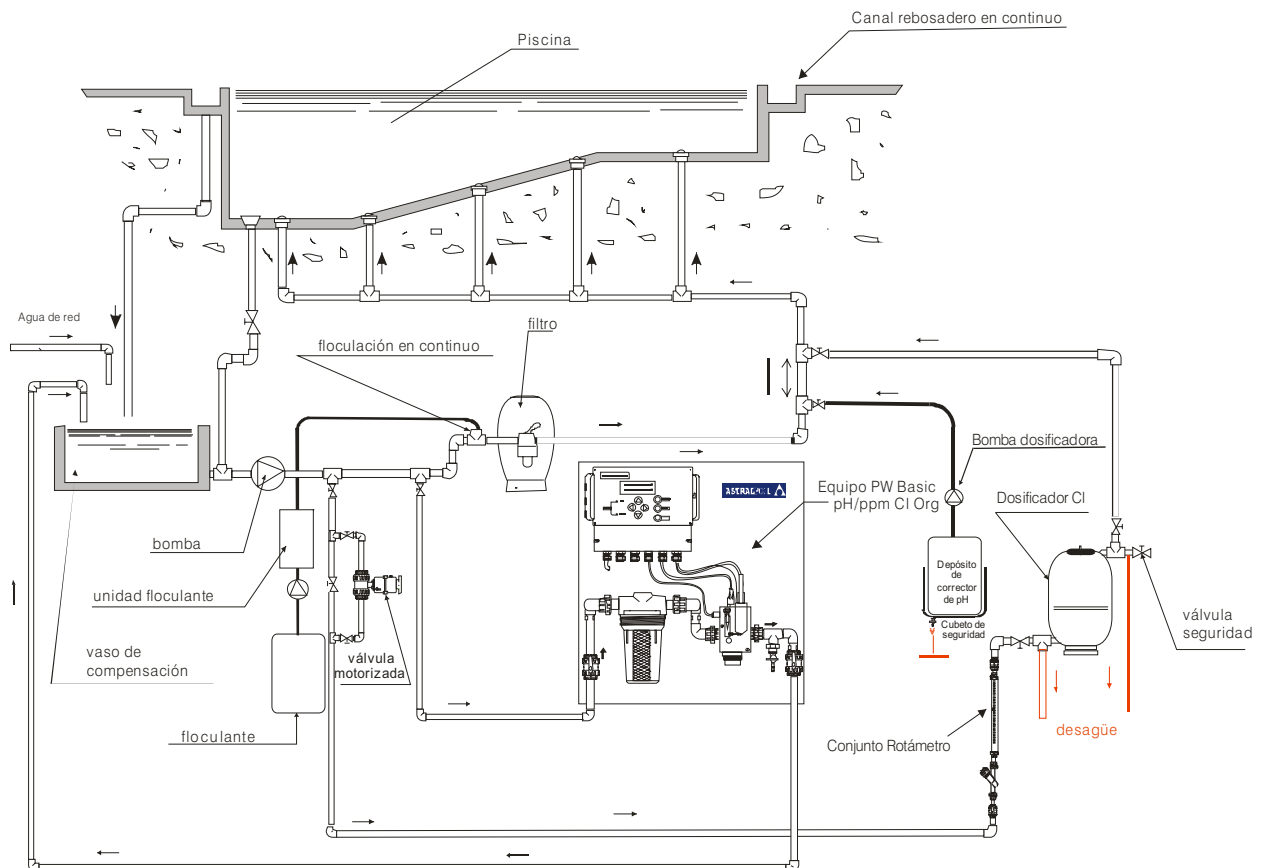 Canal rebosadero en continuo
Piscina
Agua de red
filtro
floculación en continuo
Bomba dosificadora
ASTRALPOOL
Equipo PW Basic
pH/ppm Cl Org
Dosificador Cl
bomba
Depósito
de
corrector
de pH
unidad floculante
Cubeto de
seguridad
válvula
seguridad
vaso de
compensación
válvula
motorizada
floculante
desagüe
Conjunto Rotámetro